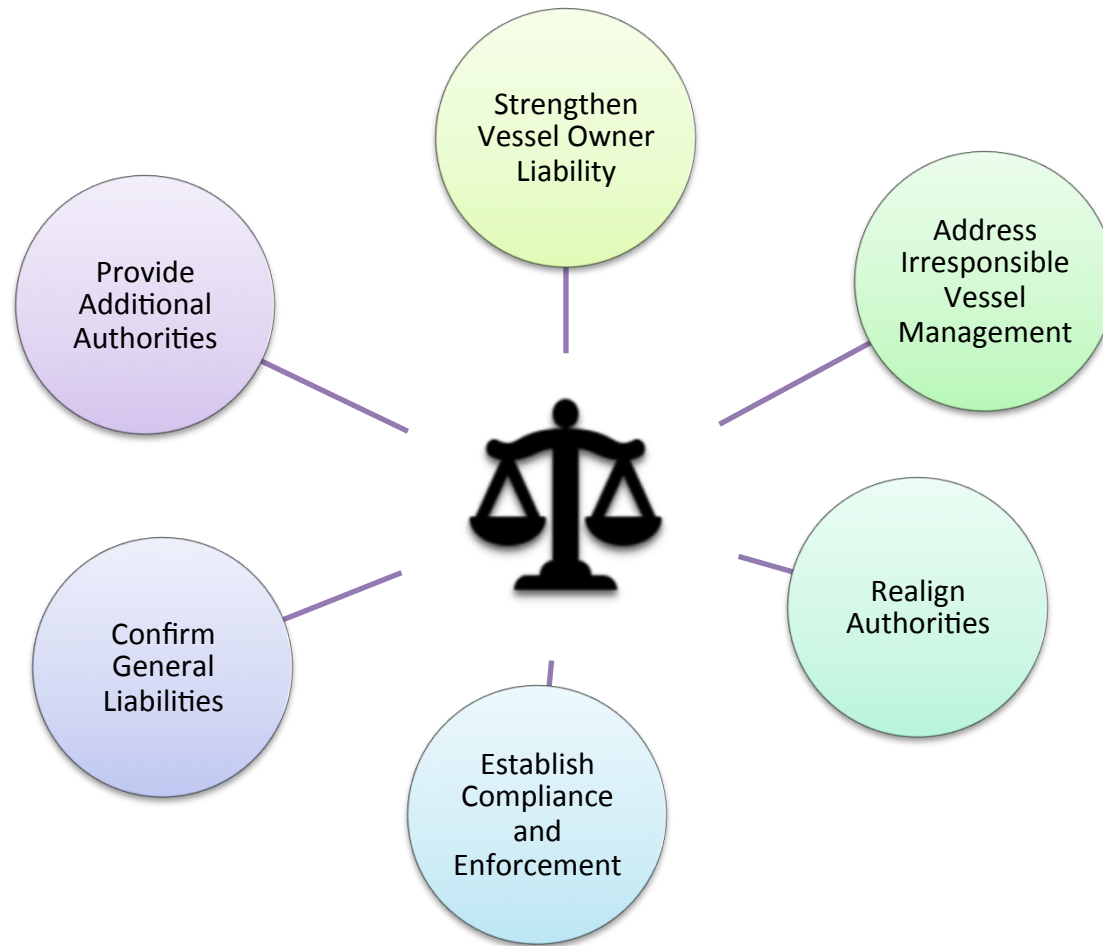 Strengthen
Vessel Owner
Liability
Address
Irresponsible
Vessel
Management
Realign
Authorities
Establish
Compliance
and
Enforcement
Confirm
General
Liabilities
Provide
Additional
Authorities